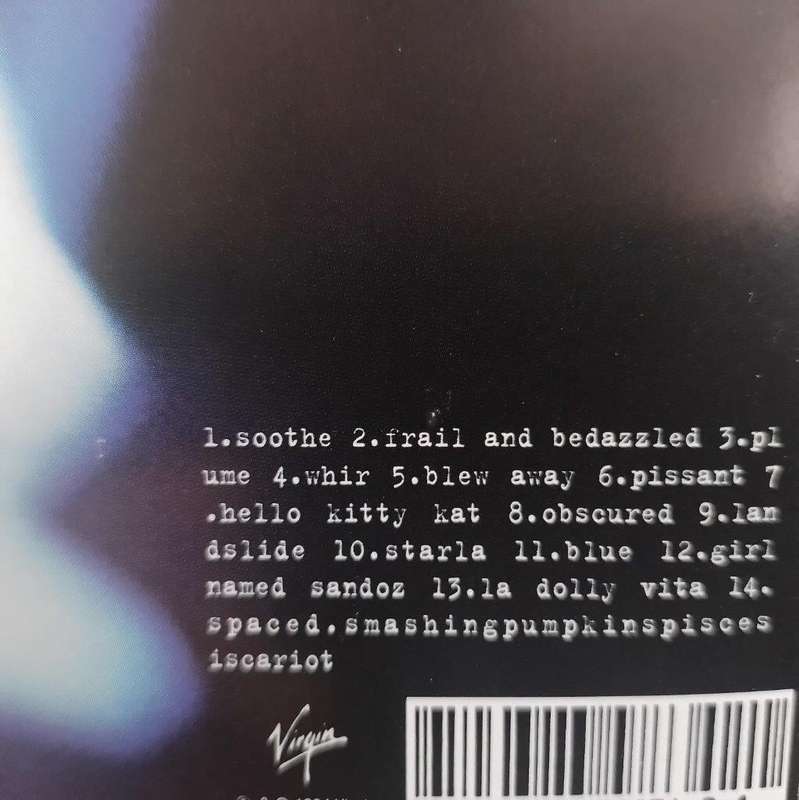 1.soothe 2.frail and bedazzled 3.pl
ume 4.whir 5.blew away 6.pissant 7
.hello kitty kat 8.obscured 9.lan
dslide 10.starla 11.blue 12.girl
named sandoz 13.la dolly vita 14.
spaced.smashingpumpkinspisces
iscariot
Virgin